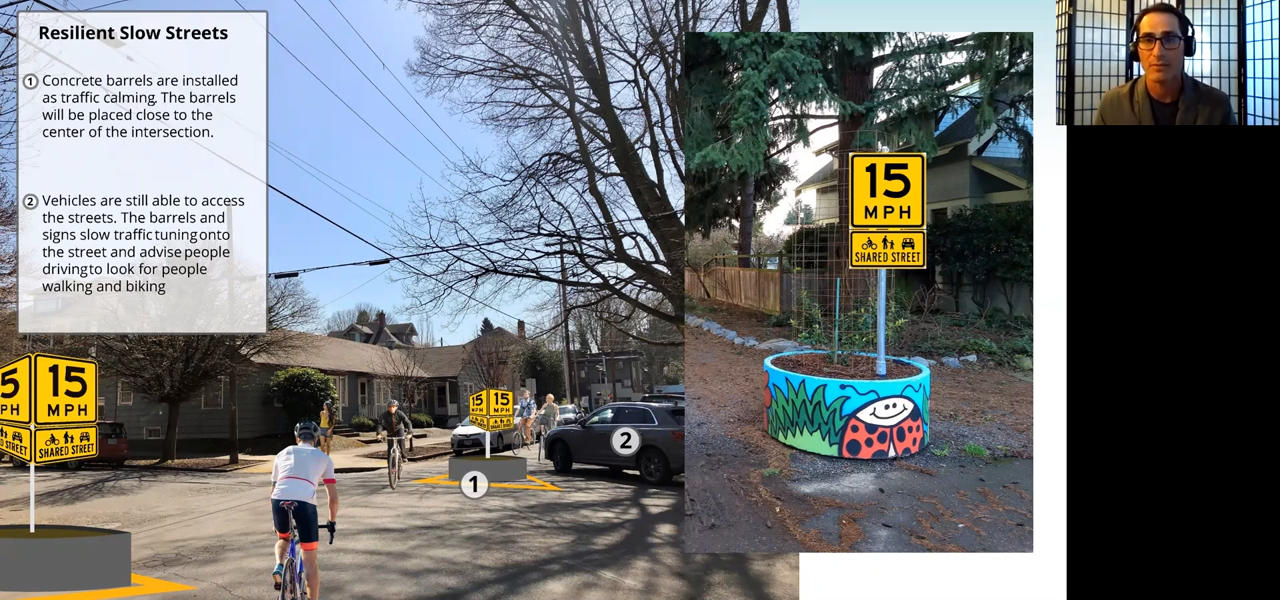 Resilient Slow Streets
1 Concrete barrels are installed
as traffic calming. The barrels
will be placed close to the
center of the intersection.
2 Vehicles are still able to access
the streets. The barrels and
signs slow traffic tuning onto
the street and advise people
driving to look for people
walking and biking
5
PH
STREET
15
MPH
SHARED STREET
15
MPH
15
MPH
1
2
15
MPH
SHARED STREET